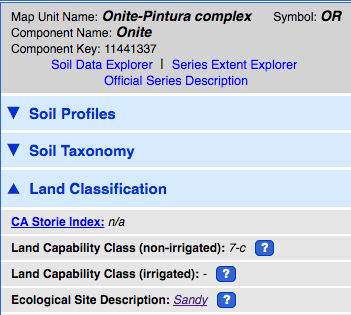 Map Unit Name: Onite-Pintura complex Symbol: OR
Component Name: Onite
Component Key: 11441337
Soil Data Explorer | Series Extent Explorer
Official Series Description
▼ Soil Profiles
▼ Soil Taxonomy
▲ Land Classification
CA Storie Index: n/a
Land Capability Class (non-irrigated): 7-c ?
Land Capability Class (irrigated): - ?
Ecological Site Description: Sandy ?